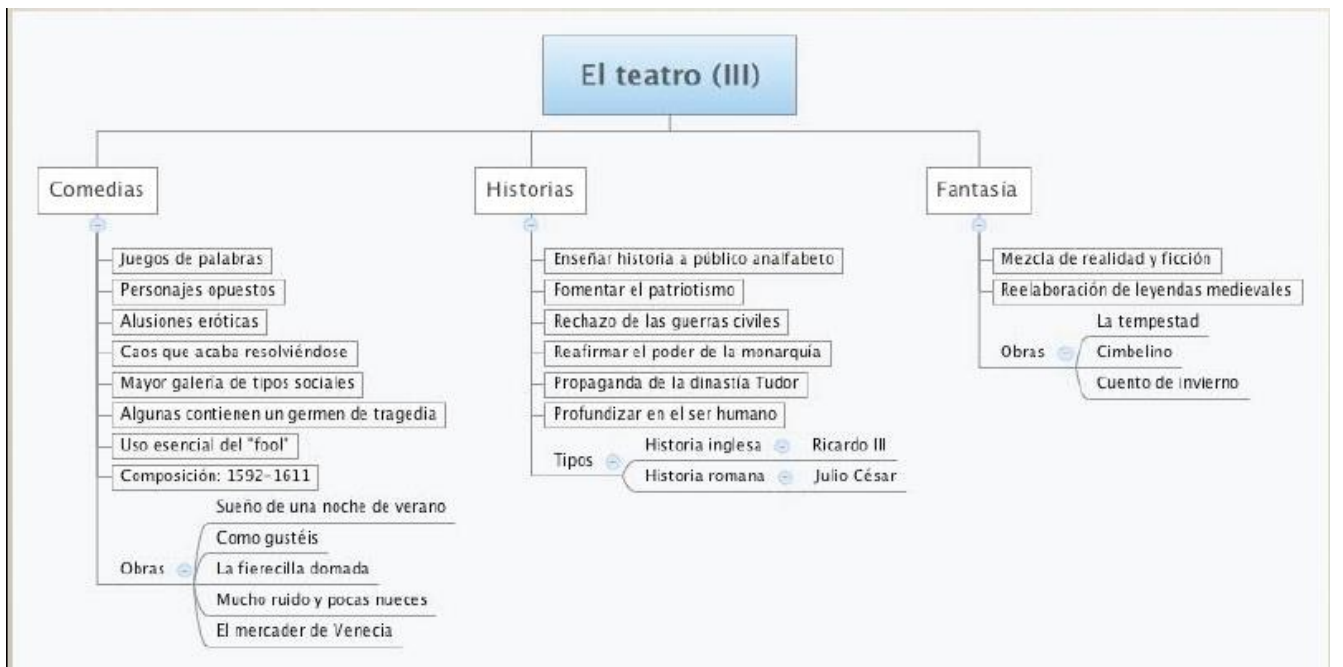 El teatro (III)
Comedias
Juegos de palabras
Personajes opuestos
Alusiones eróticas
Caos que acaba resolviéndose
Mayor galería de tipos sociales
Algunas contienen un germen de tragedia
Uso esencial del "fool"
Composición: 1592-1611
Obras
Sueño de una noche de verano
Como gustéis
La fierecilla domada
Mucho ruido y pocas nueces
El mercader de Venecia
Historias
Enseñar historia a público analfabeto
Fomentar el patriotismo
Rechazo de las guerras civiles
Reafirmar el poder de la monarquía
Propaganda de la dinastía Tudor
Profundizar en el ser humano
Tipos
Historia inglesa
Ricardo III
Historia romana
Julio César
Fantasía
Mezcla de realidad y ficción
Reelaboración de leyendas medievales
Obras
La tempestad
Cimbelino
Cuento de invierno